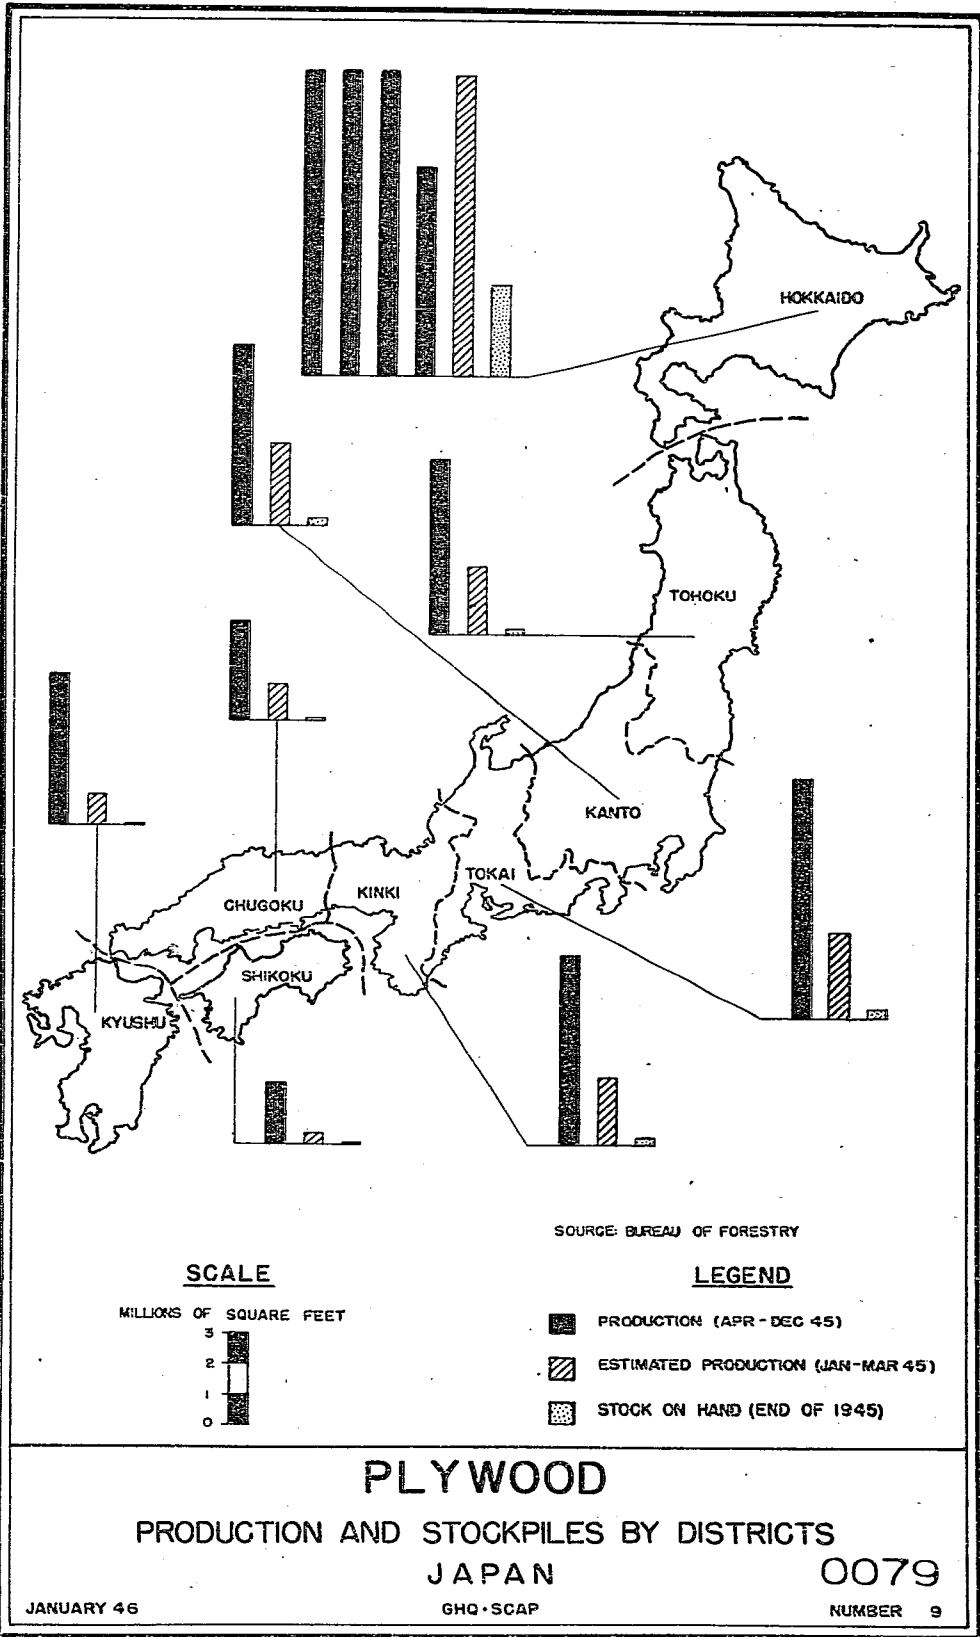 HOKKAIDO
TOHOKU
KANTO
TOKAI
KINKI
CHUGOKU
SHIKOKU
KYUSHU
SOURCE: BUREAU OF FORESTRY
SCALE
MILLIONS OF SQUARE FEET
3
2
1
0
LEGEND
PRODUCTION (APR-DEC 45)
ESTIMATED PRODUCTION (JAN-MAR 45)
STOCK ON HAND (END OF 1945)
PLYWOOD
PRODUCTION AND STOCKPILES BY DISTRICTS
JAPAN
0079
JANUARY 46
GHQ·SCAP
NUMBER 9